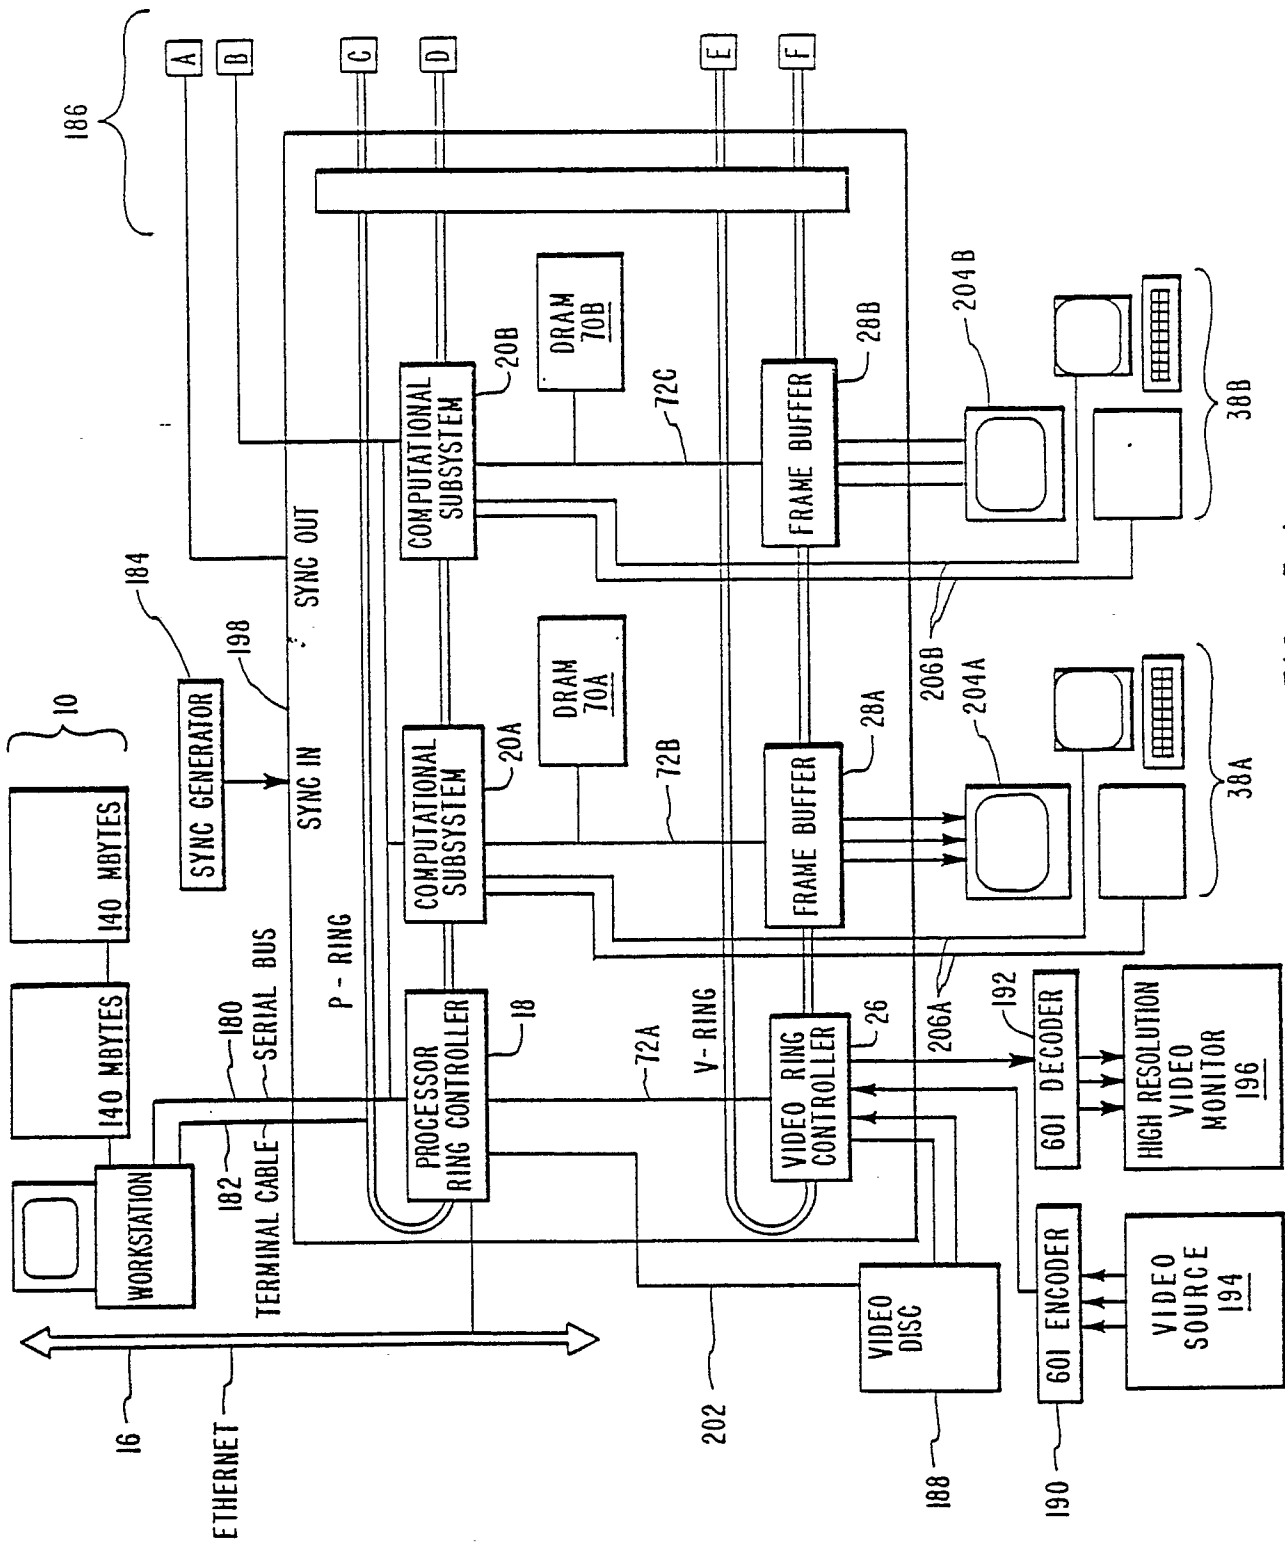 ETHERNET
16
WORKSTATION
140 MBYTES
140 MBYTES
10
182
TERMINAL CABLE
180
SERIAL BUS
SYNC GENERATOR
184
198
SYNC IN
SYNC OUT
186
A
B
C
D
E
F
P-RING
PROCESSOR
RING CONTROLLER
18
COMPUTATIONAL
SUBSYSTEM
20A
COMPUTATIONAL
SUBSYSTEM
20B
DRAM
70A
DRAM
70B
72A
72B
72C
V-RING
VIDEO RING
CONTROLLER
26
FRAME BUFFER
28A
FRAME BUFFER
28B
202
VIDEO
DISC
188
190
601 ENCODER
VIDEO
SOURCE
194
192
601 DECODER
HIGH RESOLUTION
VIDEO
MONITOR
196
206A
204A
38A
206B
204B
38B